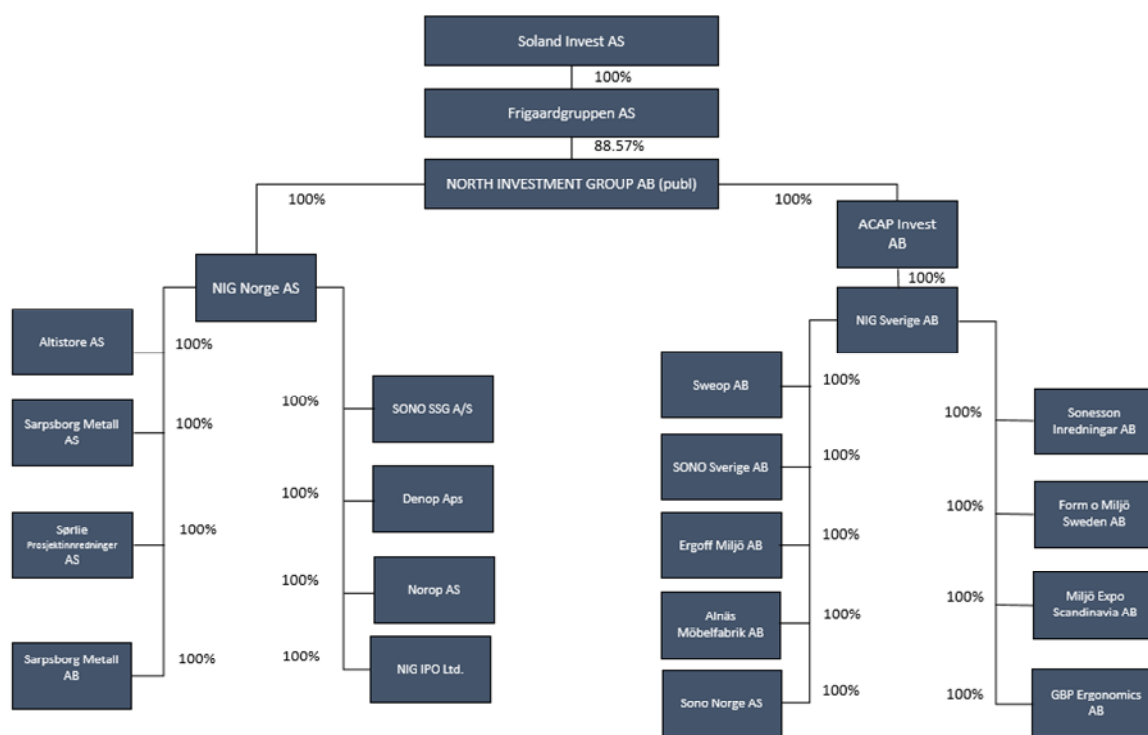 Soland Invest AS
100%
Frigaardgruppen AS
88.57%
NORTH INVESTMENT GROUP AB (publ)
100%
100%
ACAP Invest
AB
100%
NIG Norge AS
NIG Sverige AB
Altistore AS
100%
Sarpsborg Metall
AS
100%
Sørlie
Prosjektinnredninger
AS
100%
Sarpsborg Metall
AB
100%
100%
SONO SSG A/S
100%
Denop Aps
100%
Norop AS
100%
NIG IPO Ltd.
Sweop AB
100%
SONO Sverige AB
100%
Ergoff Miljö AB
100%
Alnäs
Möbelfabrik AB
100%
Sono Norge AS
100%
100%
Sonesson
Inredningar AB
100%
Form o Miljö
Sweden AB
100%
Miljö Expo
Scandinavia AB
100%
GBP Ergonomics
AB